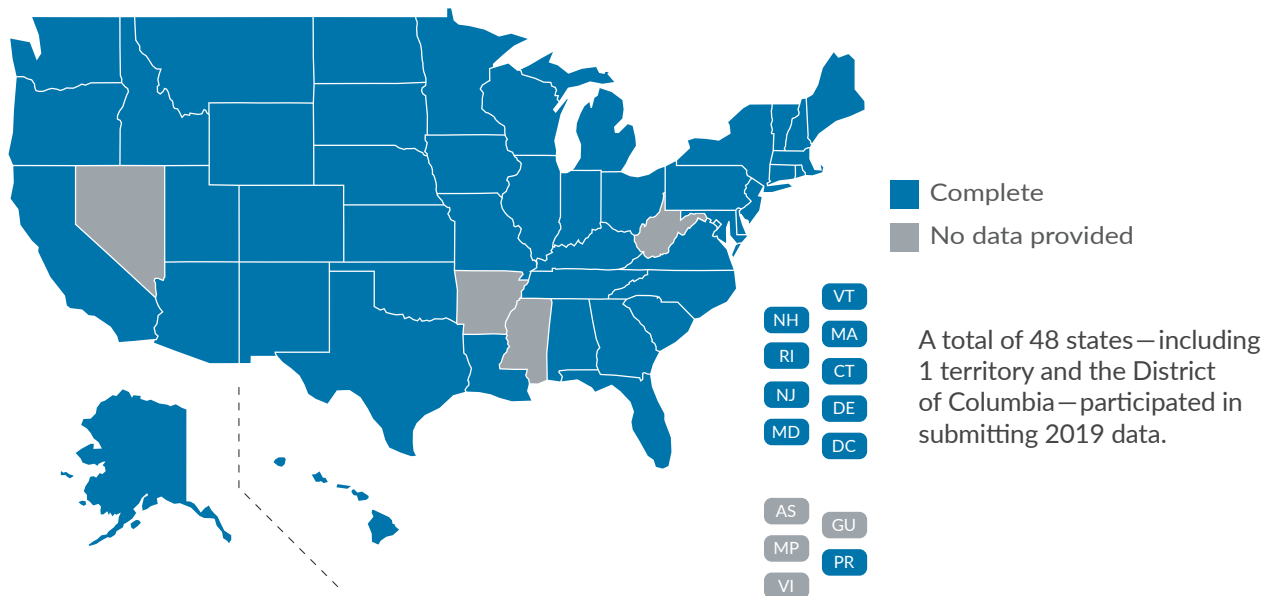 Complete
No data provided
VT
NH
MA
RI
CT
NJ
DE
MD
DC
A total of 48 states—including
1 territory and the District
of Columbia—participated in
submitting 2019 data.
AS
GU
MP
PR
VI